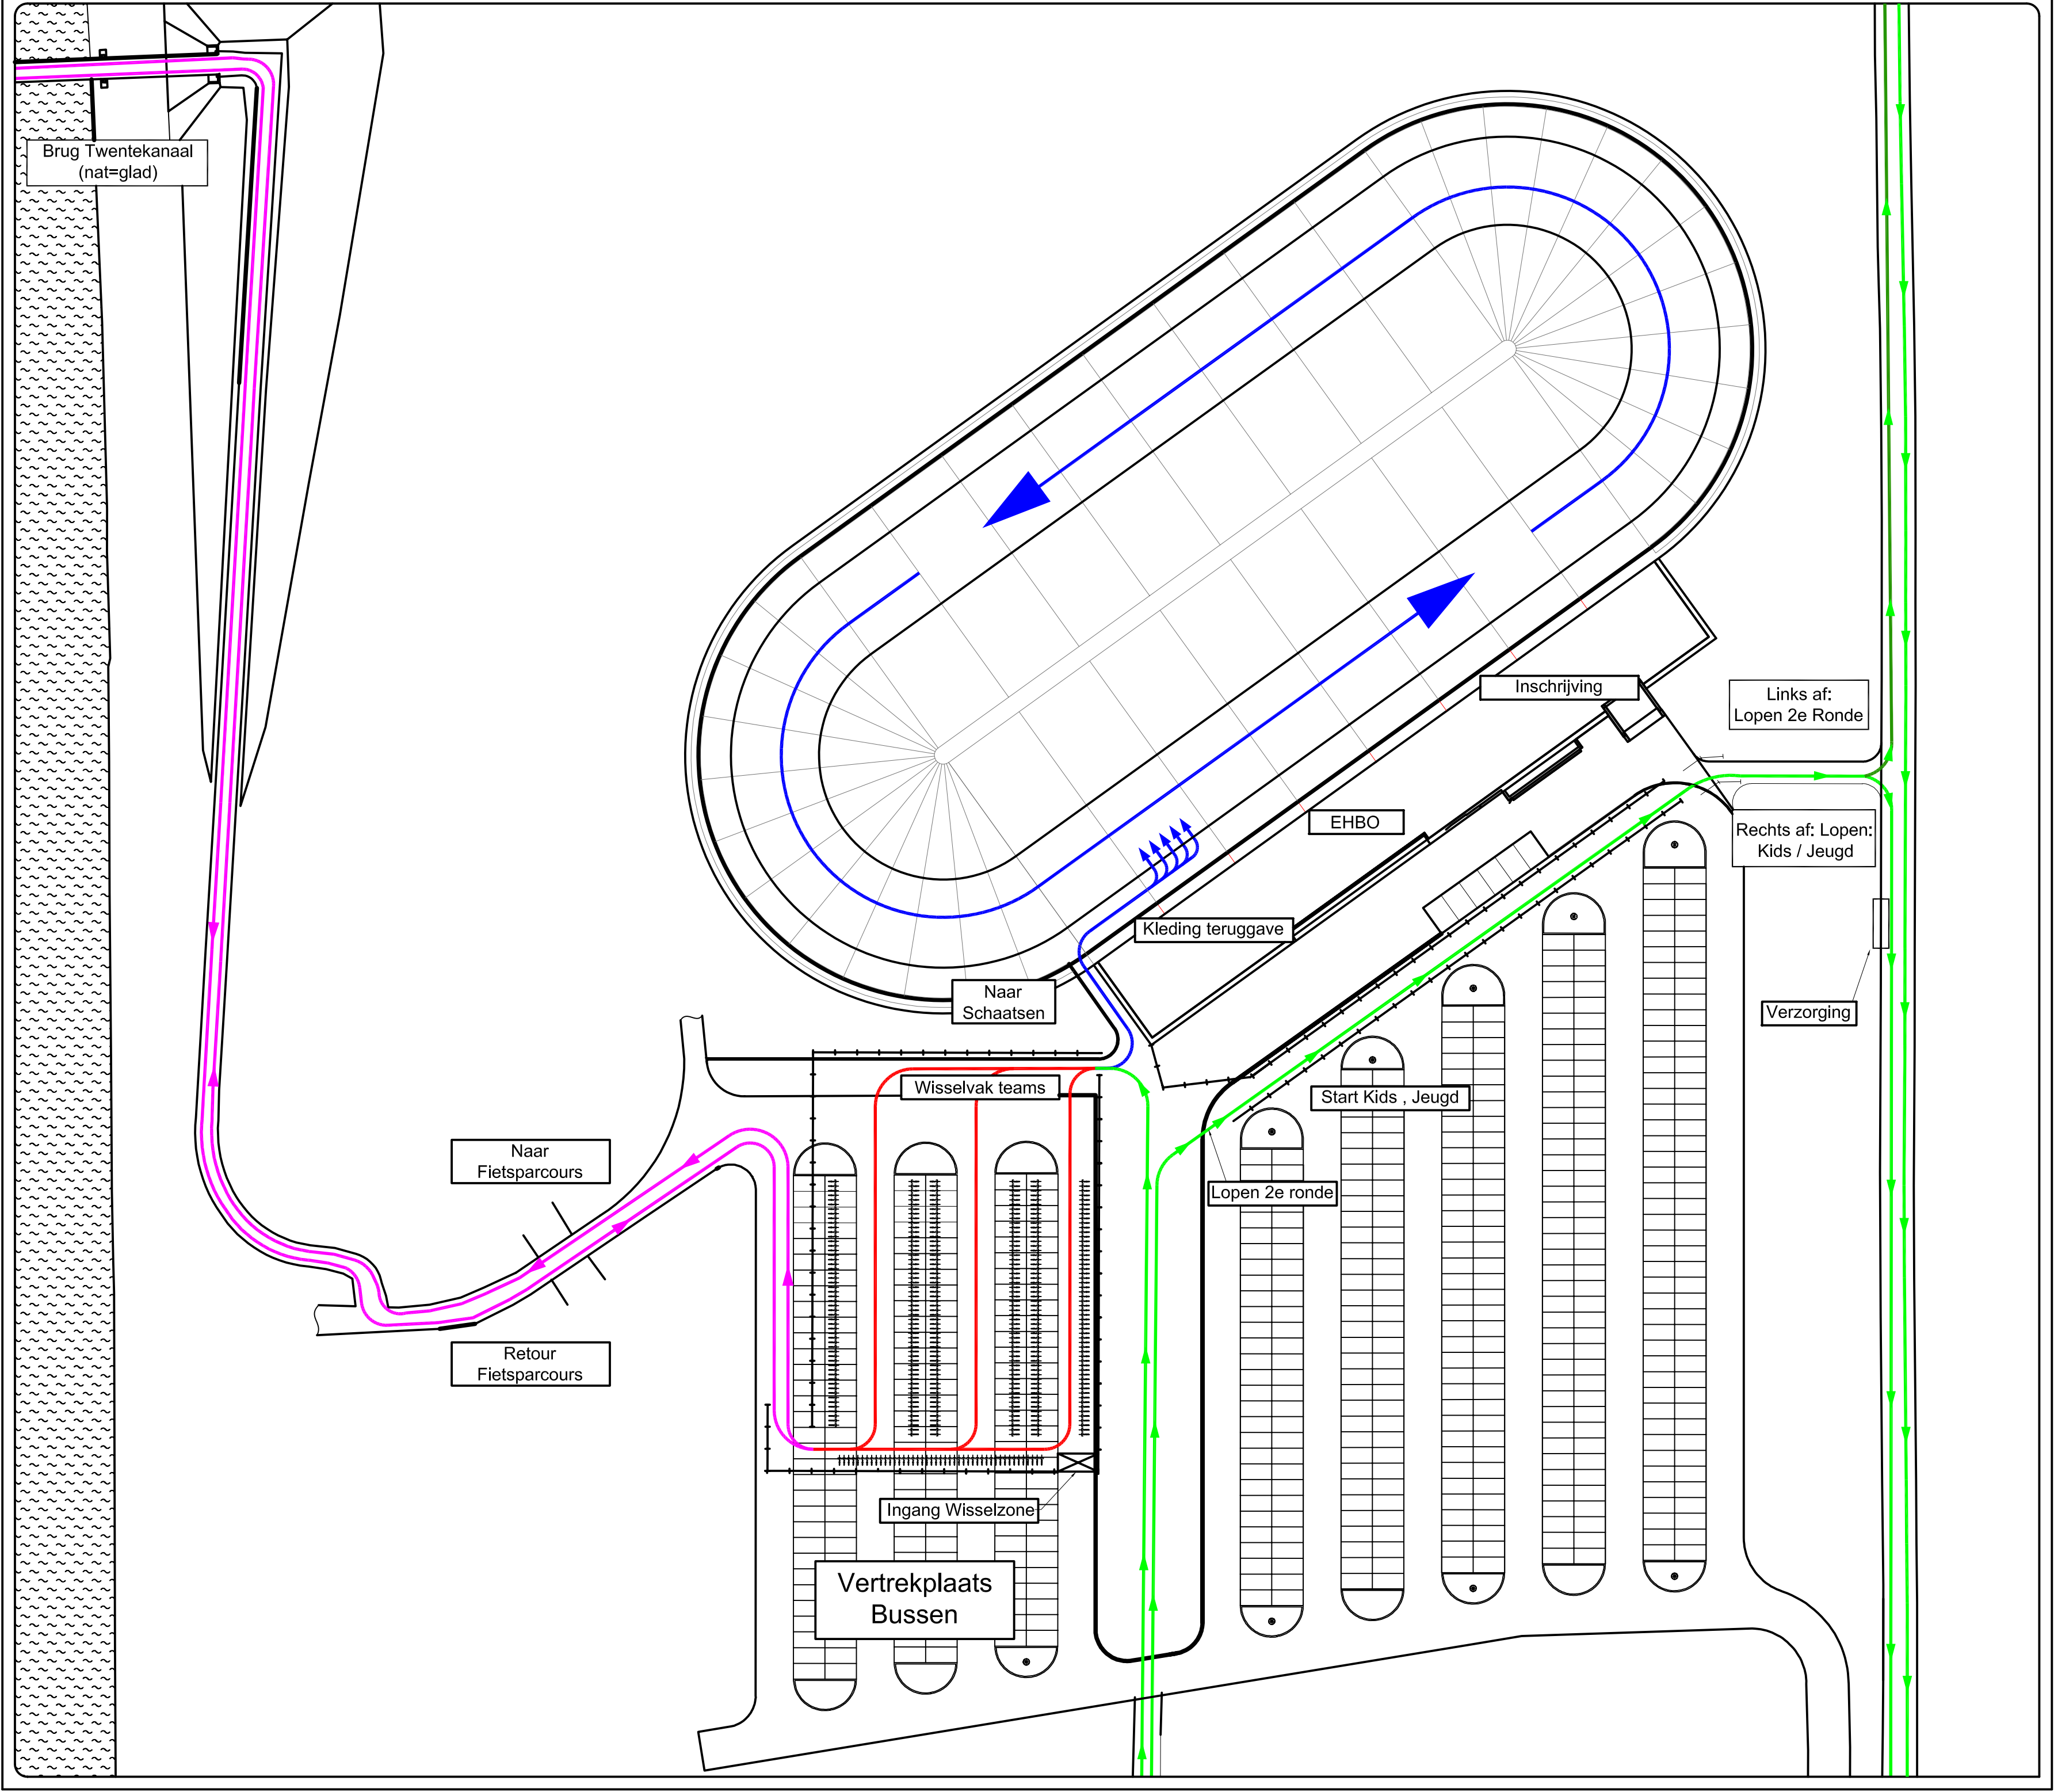 Brug Twentekanaal
(nat=glad)
Inschrijving
Links af:
Lopen 2e Ronde
EHBO
Rechts af: Lopen:
Kids / Jeugd
Kleding teruggave
Naar
Schaatsen
Verzorging
Wisselvak teams
Start Kids , Jeugd
Naar
Fietsparcours
Lopen 2e ronde
Retour
Fietsparcours
Ingang Wisselzone
Vertrekplaats
Bussen